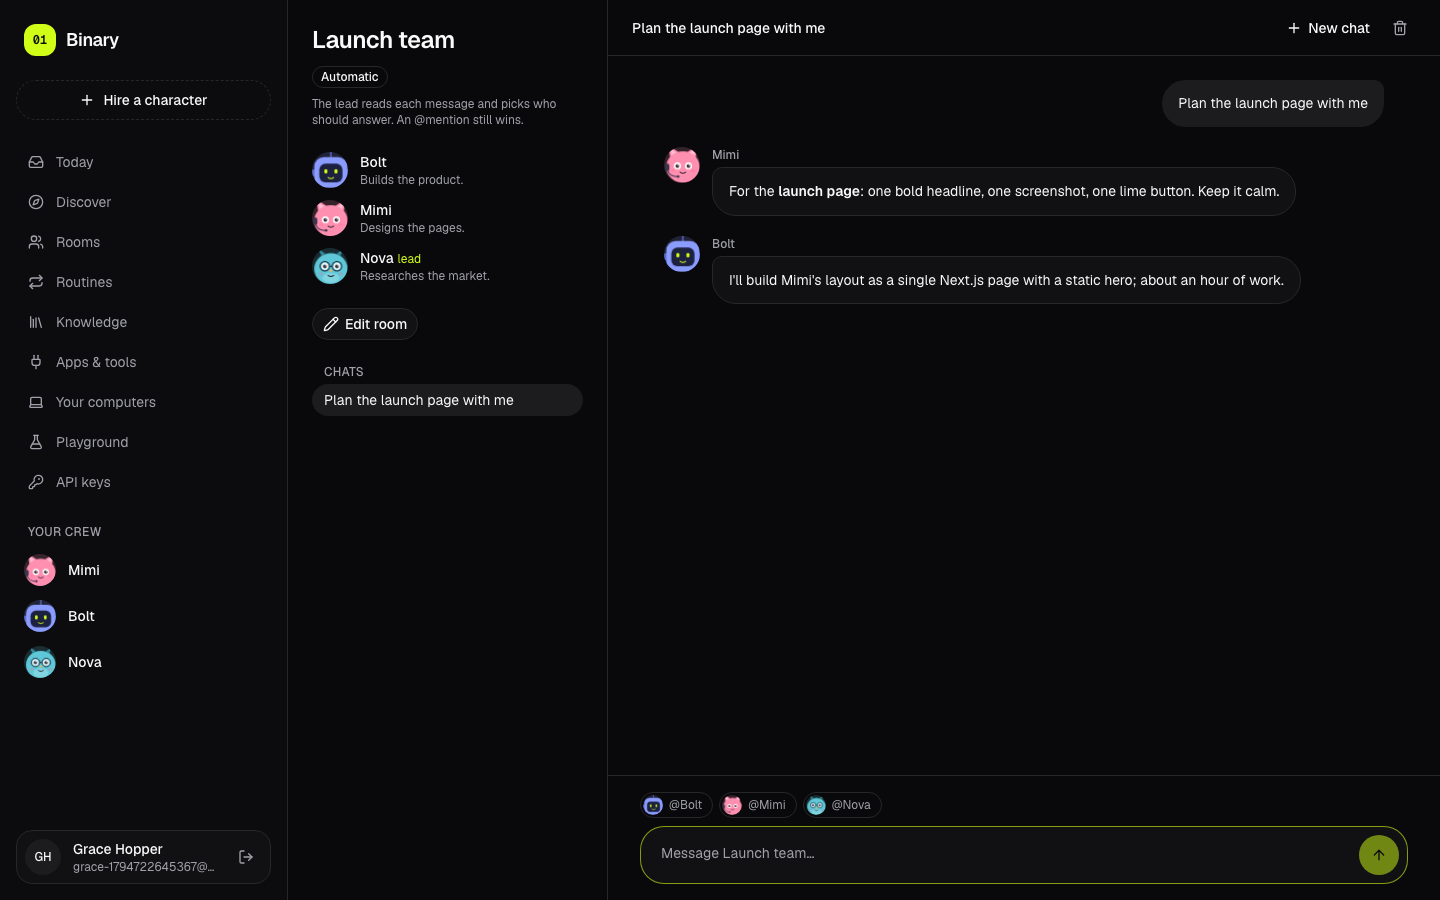 01 Binary
Hire a character
Today
Discover
Rooms
Routines
Knowledge
Apps & tools
Your computers
Playground
API keys
YOUR CREW
Mimi
Bolt
Nova
GH
Grace Hopper
grace-1794722645367@...
Launch team
Automatic
The lead reads each message and picks who
should answer. An @mention still wins.
Bolt
Builds the product.
Mimi
Designs the pages.
Nova lead
Researches the market.
Edit room
CHATS
Plan the launch page with me
Plan the launch page with me
New chat
Plan the launch page with me
Mimi
For the launch page: one bold headline, one screenshot, one lime button. Keep it calm.
Bolt
I'll build Mimi's layout as a single Next.js page with a static hero; about an hour of work.
@Bolt
@Mimi
@Nova
Message Launch team...